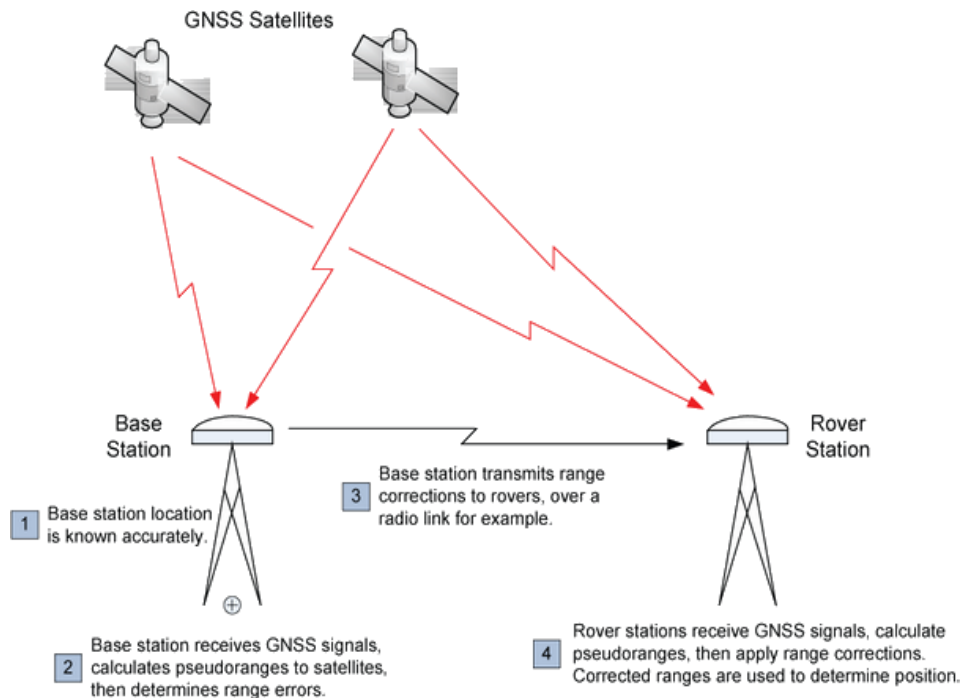 GNSS Satellites
Base
Station
Rover
Station
1
Base station location
is known accurately.
3
Base station transmits range
corrections to rovers, over a
radio link for example.
2
Base station receives GNSS signals,
calculates pseudoranges to satellites,
then determines range errors.
4
Rover stations receive GNSS signals, calculate
pseudoranges, then apply range corrections.
Corrected ranges are used to determine position.